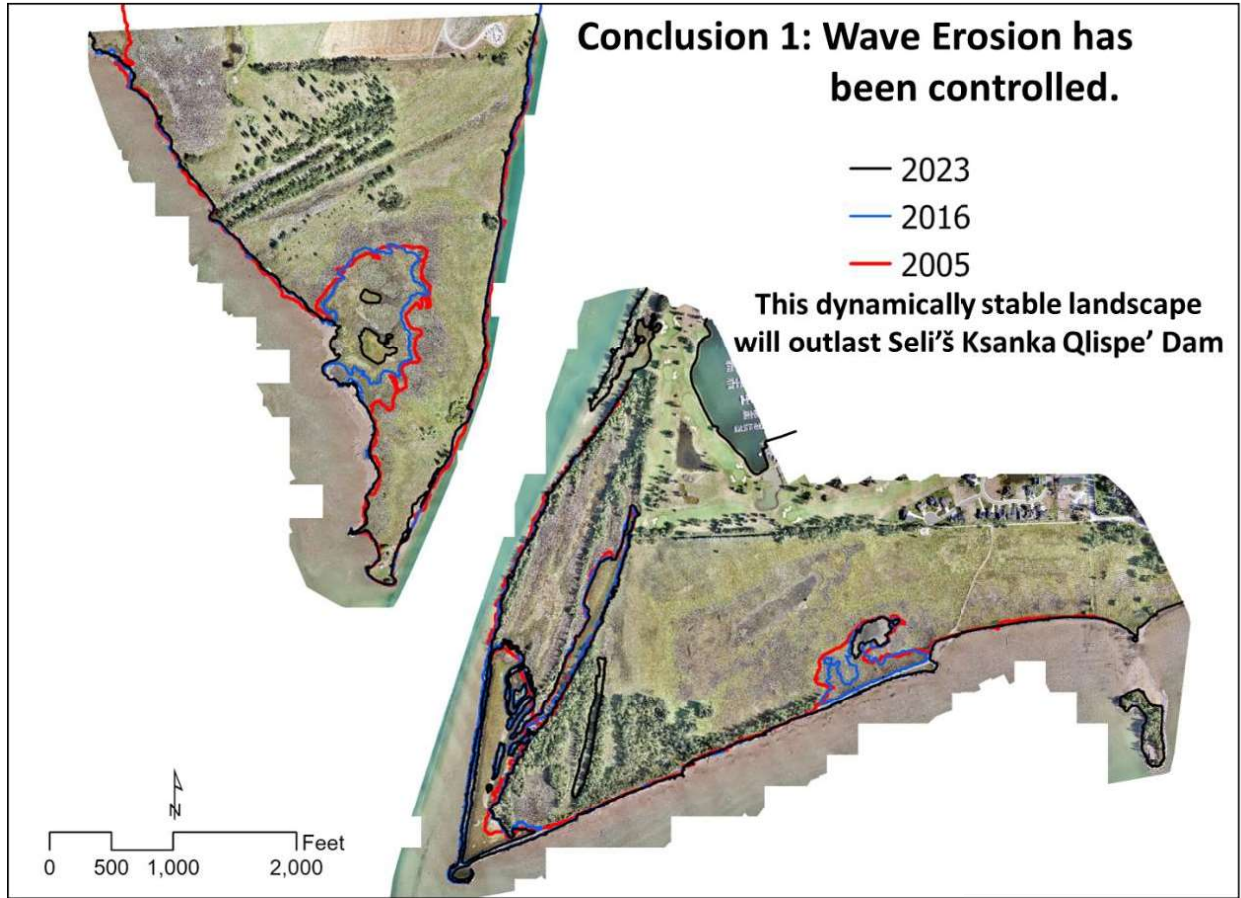 Conclusion 1: Wave Erosion has
been controlled.
2023
2016
2005
This dynamically stable landscape
will outlast Seli’š Ksanka Qlispe’ Dam
N
Feet
0 500 1,000 2,000